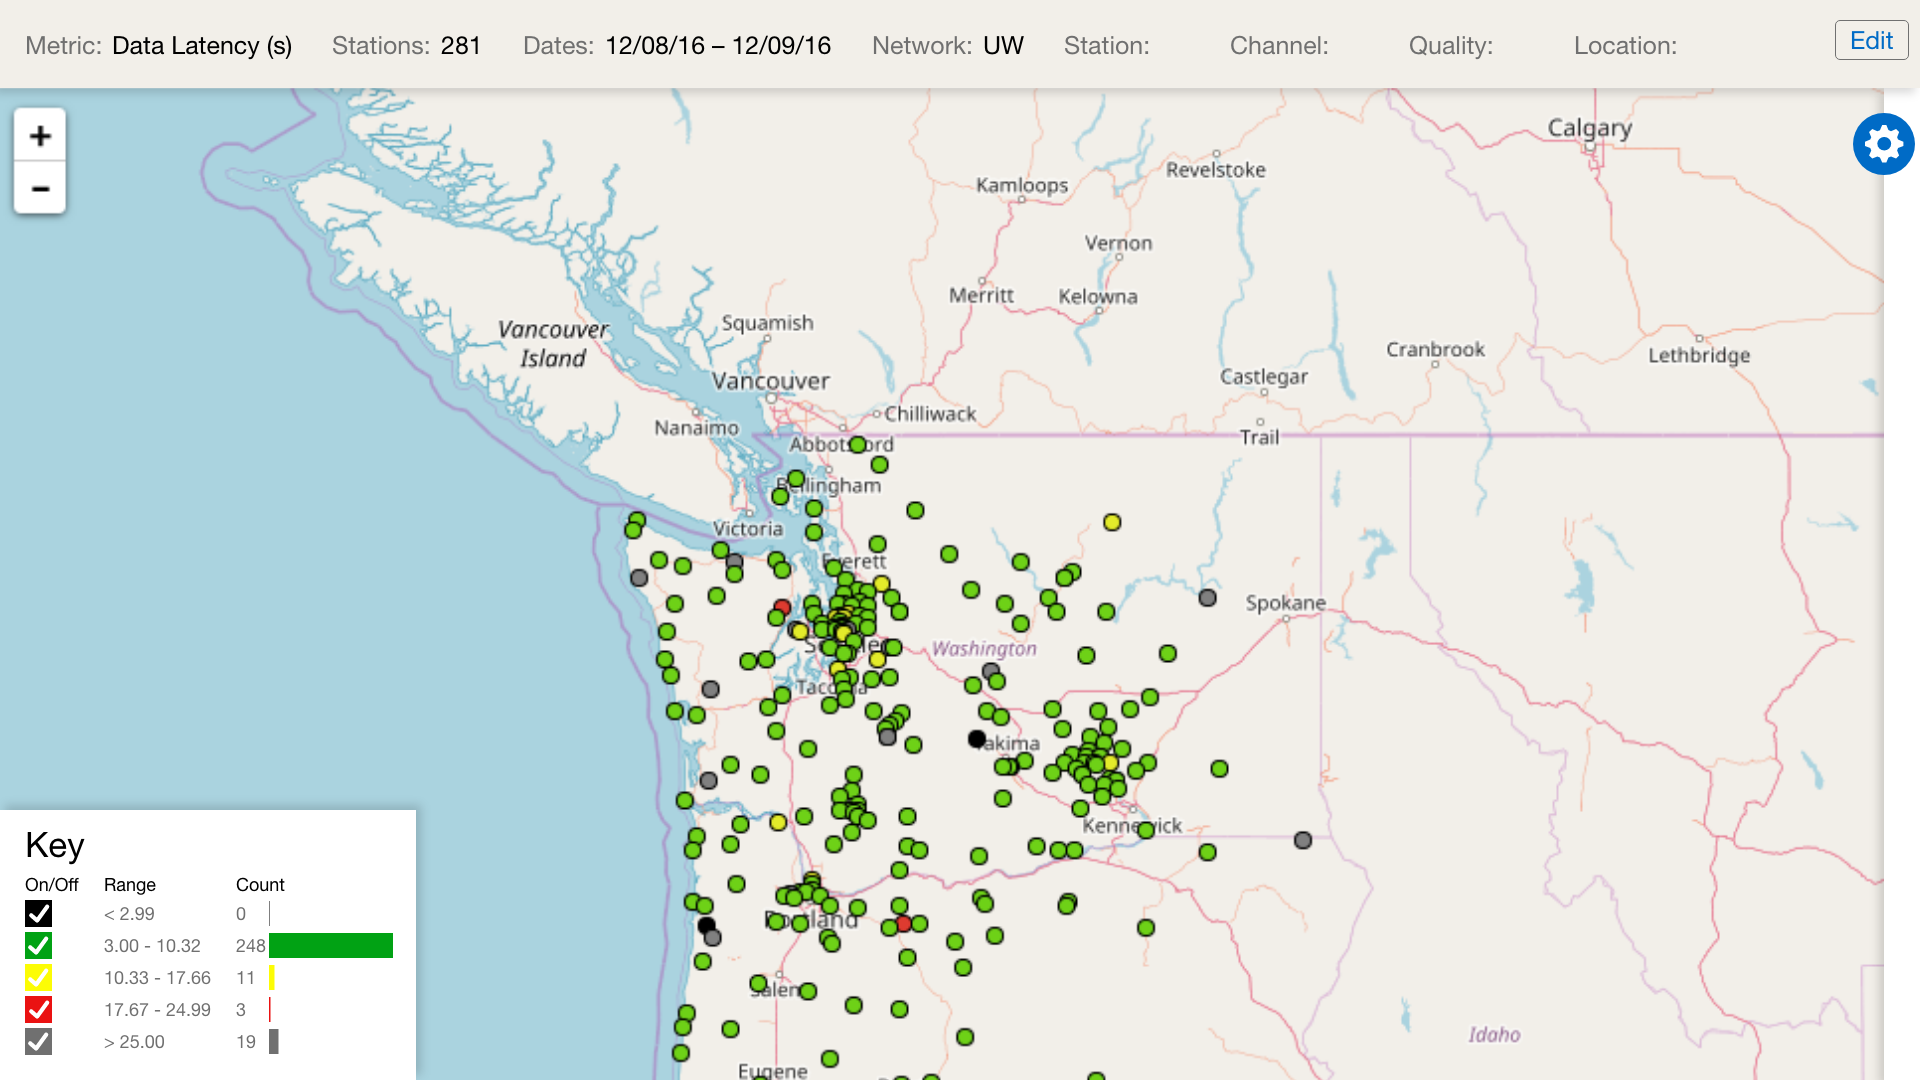 Metric: Data Latency (s) Stations: 281 Dates: 12/08/16 – 12/09/16 Network: UW Station: Channel: Quality: Location: Edit
+
−
Calgary
Revelstoke
Kamloops
Vernon
Merritt
Kelowna
Squamish
Vancouver
Island
Cranbrook
Lethbridge
Castlegar
Vancouver
Chilliwack
Nanaimo
Trail
Abbotsford
Bellingham
Victoria
Everett
Spokane
Seattle
Washington
Tacoma
Yakima
Kennewick
Portland
Salem
Idaho
Eugene
Key
On/Off Range Count
< 2.99 0
3.00 - 10.32 248
10.33 - 17.66 11
17.67 - 24.99 3
> 25.00 19